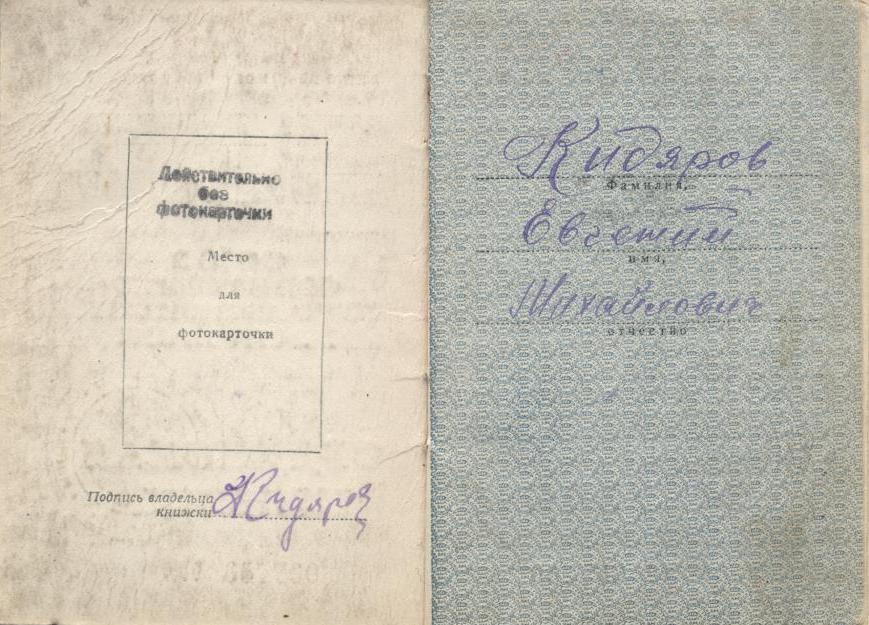 Действительно
без
фотокарточки
Место
для
фотокарточки
Подпись владельца
книжки Кидяров
Кидяров
Фамилия,
Евгений
имя,
Михайлович
отчество